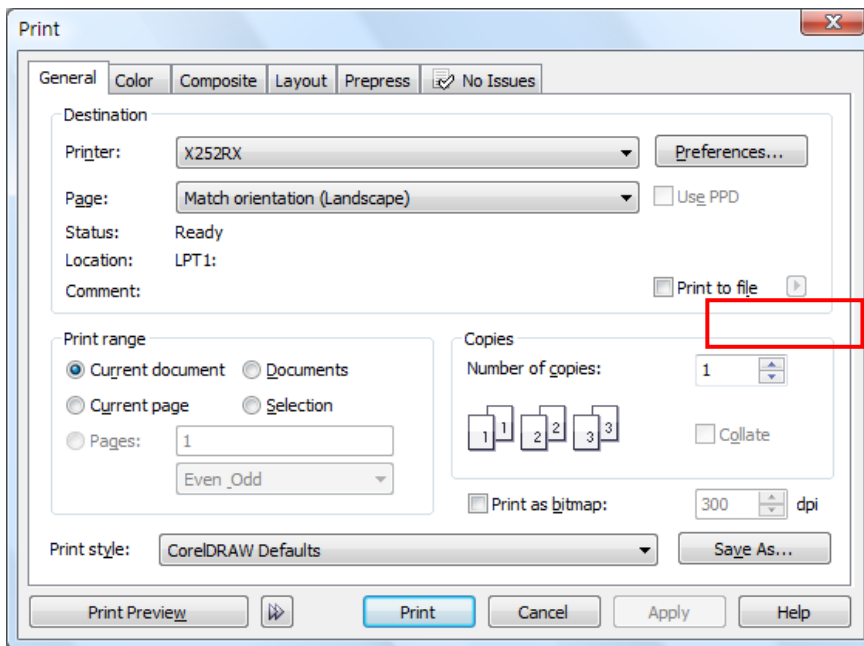 Print
General Color Composite Layout Prepress No Issues
Destination
Printer: X252RX Preferences...
Page: Match orientation (Landscape) Use PPD
Status: Ready
Location: LPT1:
Comment: Print to file
Print range
Current document Documents
Current page Selection
Pages: 1
Even_Odd
Copies
Number of copies: 1
1 1 2 2 3 3
Collate
Print as bitmap: 300 dpi
Print style: CorelDRAW Defaults Save As...
Print Preview Print Cancel Apply Help